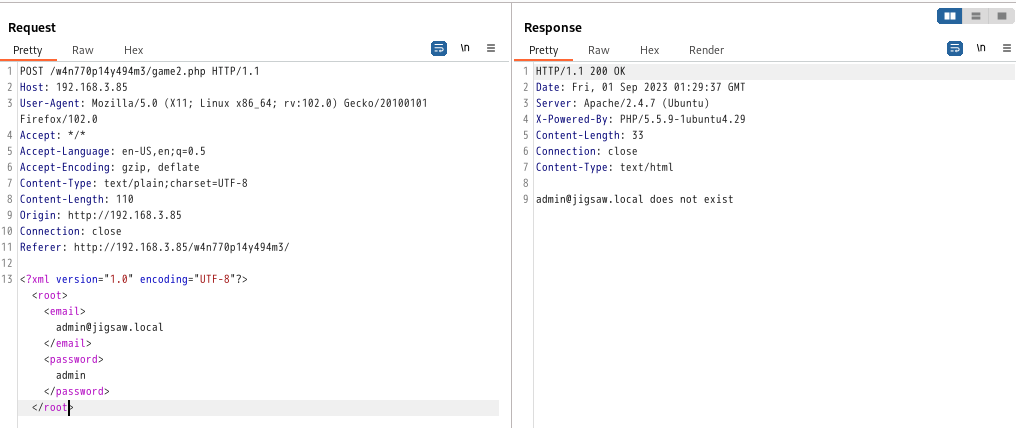 Request
Pretty Raw Hex \n
1 POST /w4n770p14y494m3/game2.php HTTP/1.1
2 Host: 192.168.3.85
3 User-Agent: Mozilla/5.0 (X11; Linux x86_64; rv:102.0) Gecko/20100101
Firefox/102.0
4 Accept: */*
5 Accept-Language: en-US,en;q=0.5
6 Accept-Encoding: gzip, deflate
7 Content-Type: text/plain;charset=UTF-8
8 Content-Length: 110
9 Origin: http://192.168.3.85
10 Connection: close
11 Referer: http://192.168.3.85/w4n770p14y494m3/
12
13 <?xml version="1.0" encoding="UTF-8"?>
<root>
<email>
admin@jigsaw.local
</email>
<password>
admin
</password>
</root>
Response
Pretty Raw Hex Render \n
1 HTTP/1.1 200 OK
2 Date: Fri, 01 Sep 2023 01:29:37 GMT
3 Server: Apache/2.4.7 (Ubuntu)
4 X-Powered-By: PHP/5.5.9-1ubuntu4.29
5 Content-Length: 33
6 Connection: close
7 Content-Type: text/html
8
9 admin@jigsaw.local does not exist